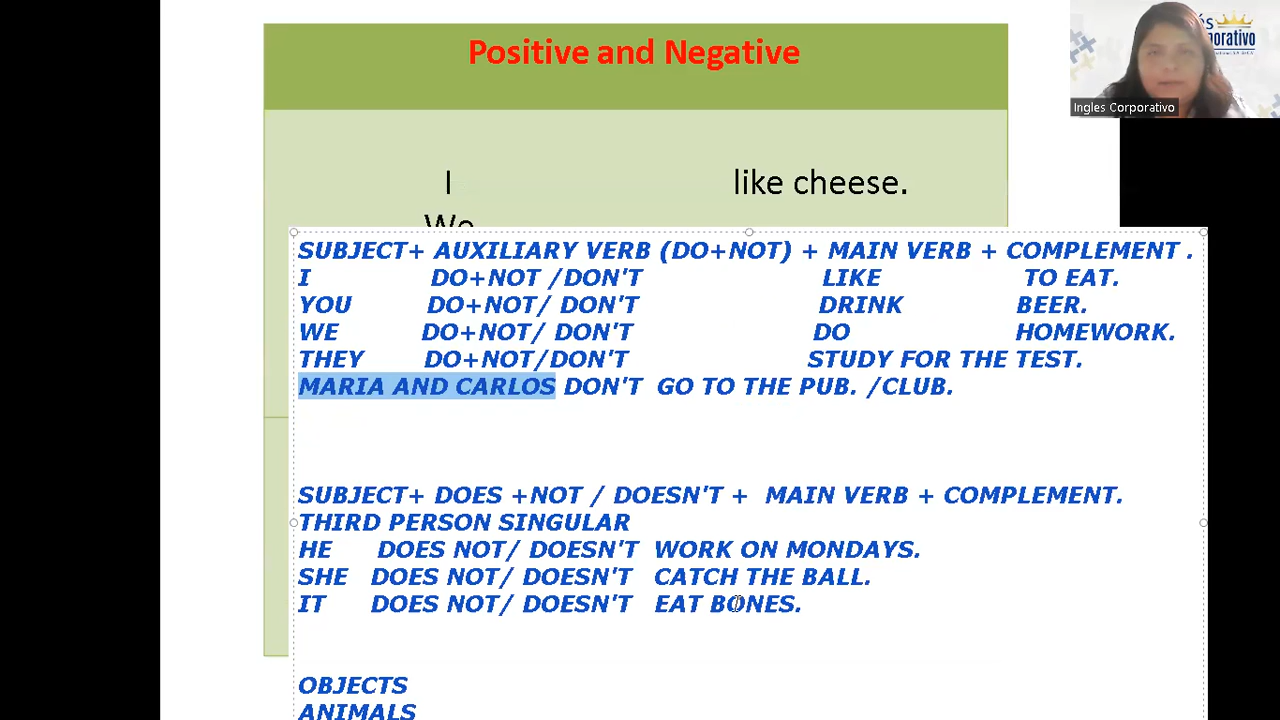 Positive and Negative
I like cheese.
We
SUBJECT+ AUXILIARY VERB (DO+NOT) + MAIN VERB + COMPLEMENT .
I DO+NOT /DON'T LIKE TO EAT.
YOU DO+NOT/ DON'T DRINK BEER.
WE DO+NOT/ DON'T DO HOMEWORK.
THEY DO+NOT/DON'T STUDY FOR THE TEST.
MARIA AND CARLOS DON'T GO TO THE PUB. /CLUB.
SUBJECT+ DOES +NOT / DOESN'T + MAIN VERB + COMPLEMENT.
THIRD PERSON SINGULAR
HE DOES NOT/ DOESN'T WORK ON MONDAYS.
SHE DOES NOT/ DOESN'T CATCH THE BALL.
IT DOES NOT/ DOESN'T EAT BONES.
OBJECTS
ANIMALS
Ingles Corporativo